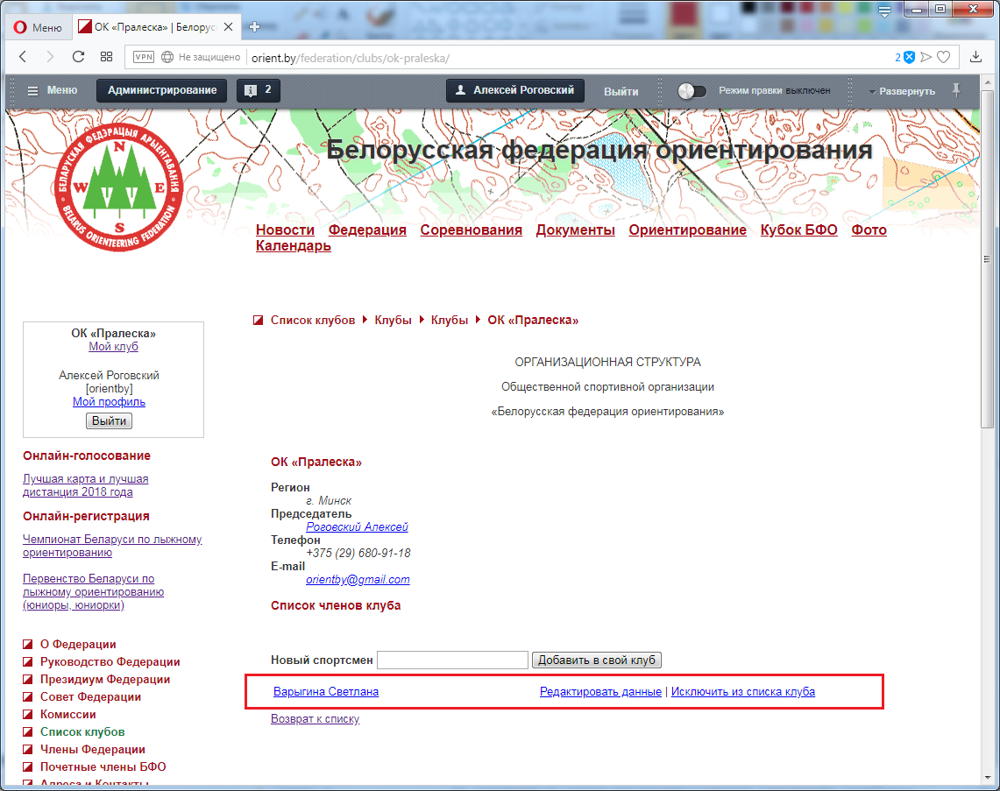 Меню
ОК «Пралеска» | Белорус
VPN
Не защищено
orient.by/federation/clubs/ok-praleska/
2
Меню
Администрирование
2
Алексей Роговский
Выйти
Режим правки выключен
Развернуть
БЕЛАРУСКАЯ ФЕДЭРАЦЫЯ АРЫЕНТАВАННЯ
N
W
E
S
BELARUS ORIENTEERING FEDERATION
Белорусская федерация ориентирования
Новости Федерация Соревнования Документы Ориентирование Кубок БФО Фото
Календарь
Список клубов Клубы Клубы ОК «Пралеска»
ОК «Пралеска»
Мой клуб
Алексей Роговский
[orientby]
Мой профиль
Выйти
Онлайн-голосование
Лучшая карта и лучшая
дистанция 2018 года
Онлайн-регистрация
Чемпионат Беларуси по лыжному
ориентированию
Первенство Беларуси по
лыжному ориентированию
(юниоры, юниорки)
О Федерации
Руководство Федерации
Президиум Федерации
Совет Федерации
Комиссии
Список клубов
Члены Федерации
Почетные члены БФО
Адреса и Контакты
ОРГАНИЗАЦИОННАЯ СТРУКТУРА
Общественной спортивной организации
«Белорусская федерация ориентирования»
ОК «Пралеска»
Регион
г. Минск
Председатель
Роговский Алексей
Телефон
+375 (29) 680-91-18
E-mail
orientby@gmail.com
Список членов клуба
Новый спортсмен Добавить в свой клуб
Варыгина Светлана Редактировать данные | Исключить из списка клуба
Возврат к списку